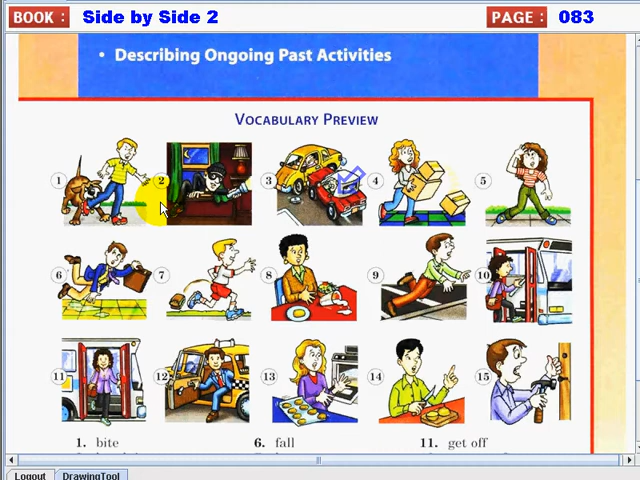 BOOK : Side by Side 2 PAGE : 083
• Describing Ongoing Past Activities
VOCABULARY PREVIEW
1 2 3 4 5
6 7 8 9 10
11 12 13 14 15
1. bite 6. fall 11. get off
Logout DrawingTool